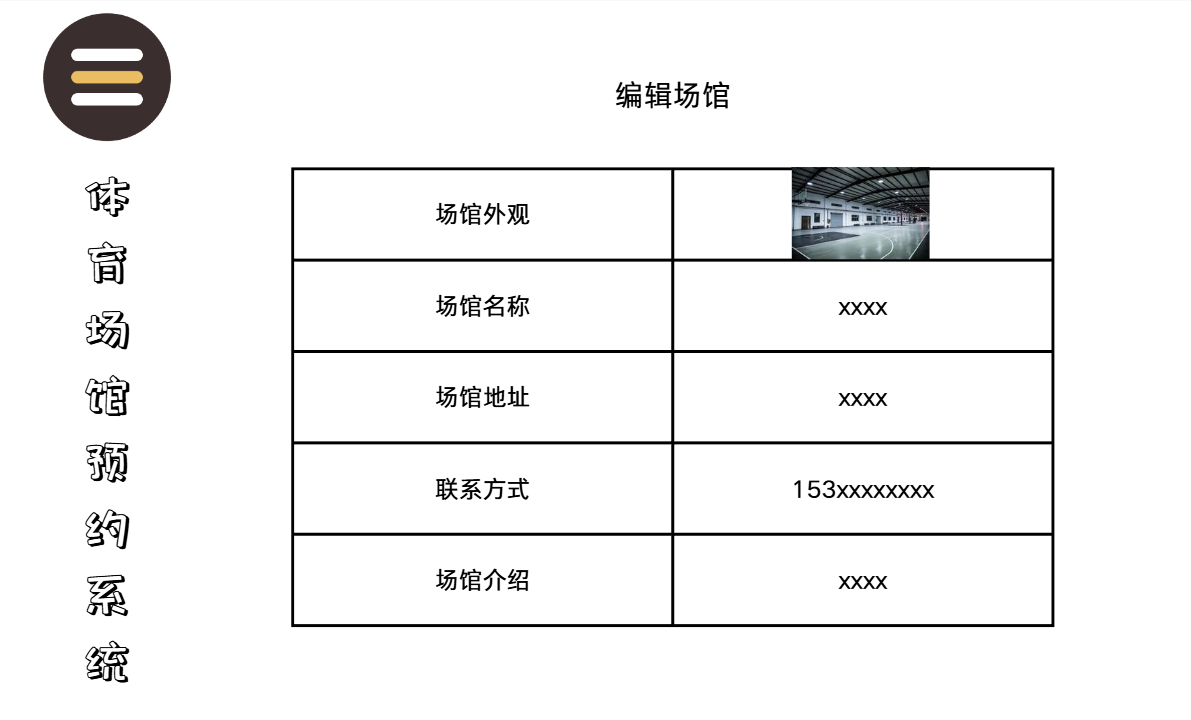 体
育
场
馆
预
约
系
统
编辑场馆
场馆外观
场馆名称 xxxx
场馆地址 xxxx
联系方式 153xxxxxxxx
场馆介绍 xxxx